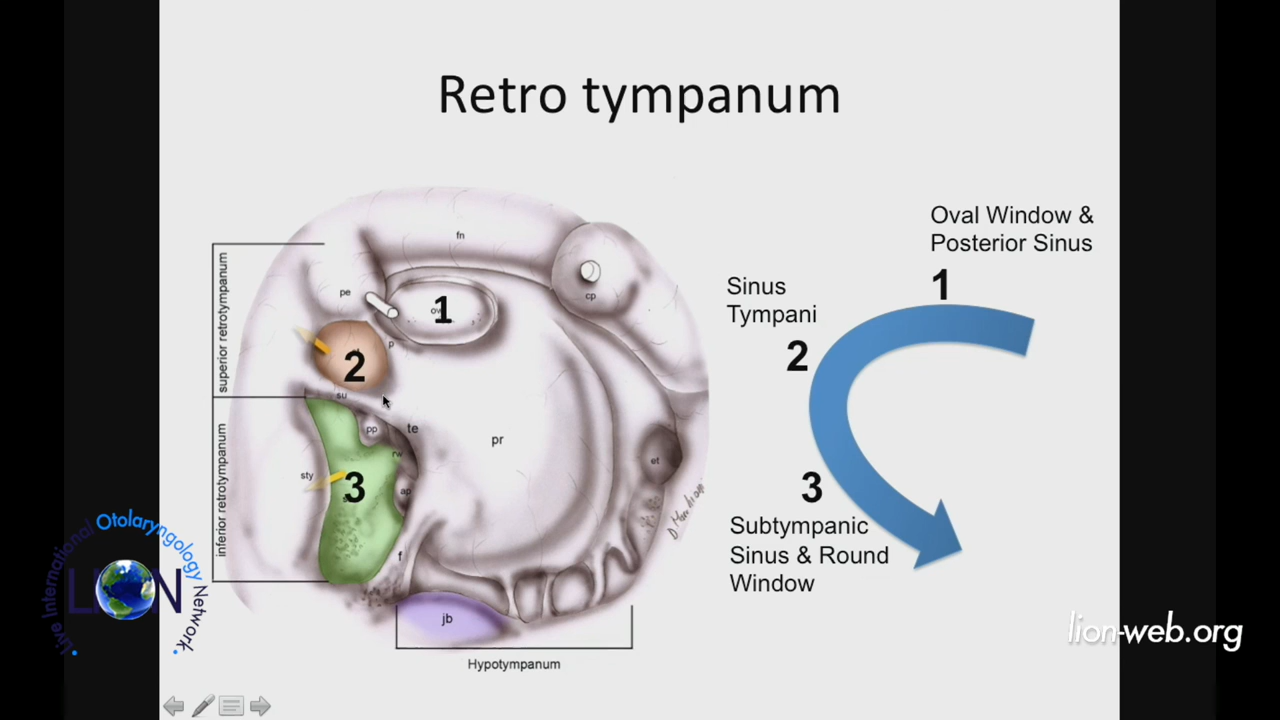 Retro tympanum
superior retrotympanum
inferior retrotympanum
fn
pe
cp
1
2
p
su
pp
te
rw
pr
et
sty
3
ap
f
jb
Hypotympanum
Oval Window &
Posterior Sinus
1
Sinus
Tympani
2
3
Subtympanic
Sinus & Round
Window
Live International Otolaryngology Network
LION
lion-web.org